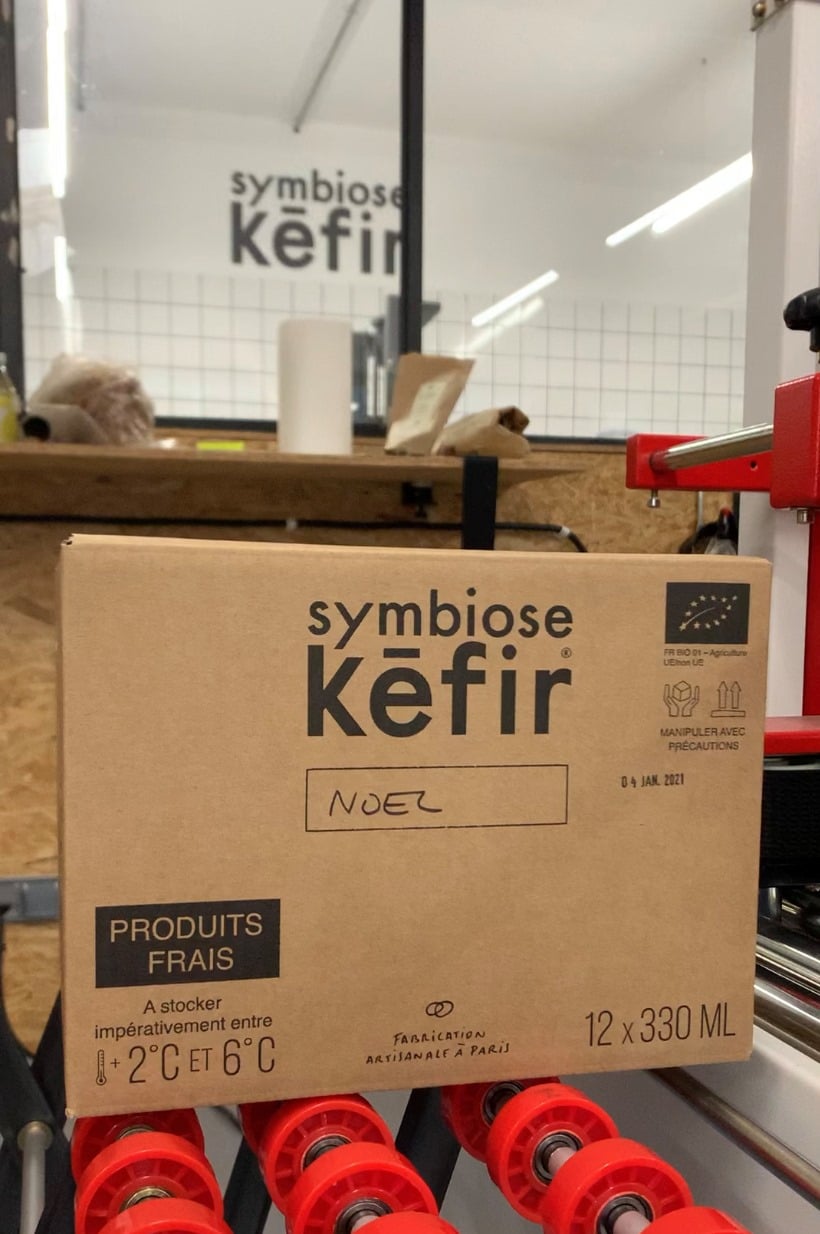 symbiose
kēfir
symbiose
kēfir
®
FR BIO 01 – Agriculture
UE/non UE
MANIPULER AVEC
PRÉCAUTIONS
04 JAN. 2021
NOEL
PRODUITS
FRAIS
A stocker
impérativement entre
+ 2°C ET 6°C
FABRICATION
ARTISANALE À PARIS
12 x 330 ML